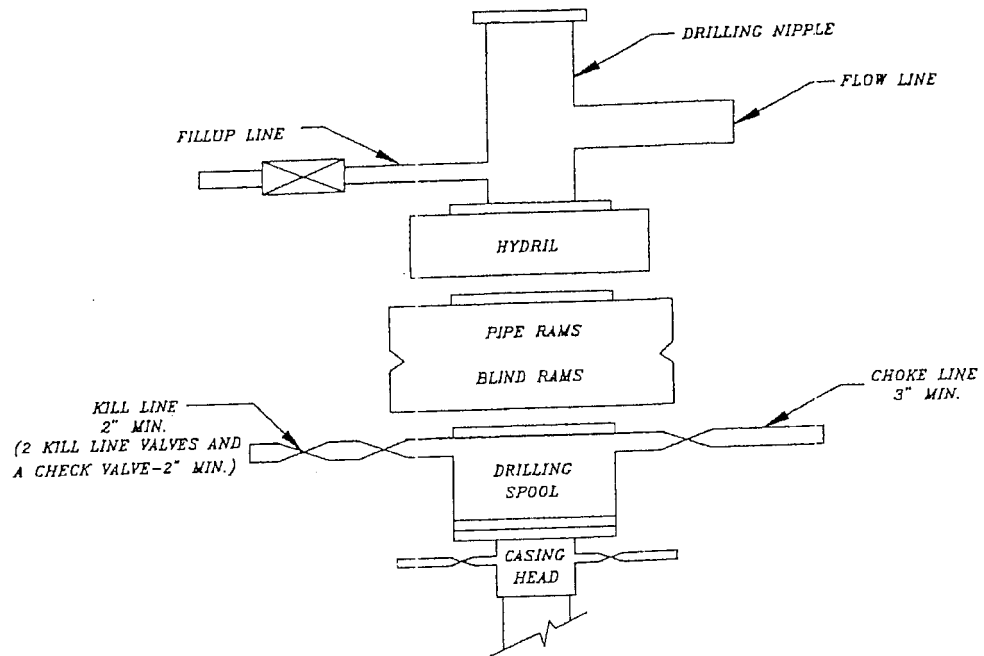 DRILLING NIPPLE
FLOW LINE
FILLUP LINE
HYDRIL
PIPE RAMS
BLIND RAMS
CHOKE LINE
3" MIN.
KILL LINE
2" MIN.
(2 KILL LINE VALVES AND
A CHECK VALVE-2" MIN.)
DRILLING
SPOOL
CASING
HEAD